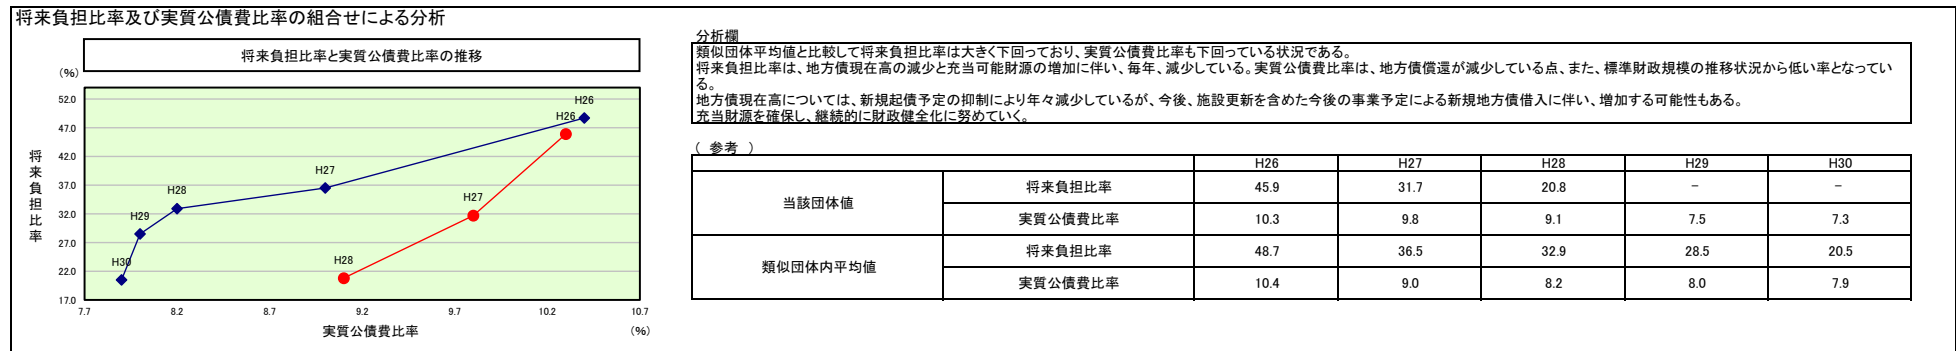 将来負担比率及び実質公債費比率の組合せによる分析
将来負担比率と実質公債費比率の推移
(%)
52.0
47.0
42.0
37.0
32.0
27.0
22.0
17.0
将来負担比率
H26
H26
H27
H28
H27
H29
H30
H28
7.7 8.2 8.7 9.2 9.7 10.2 10.7
実質公債費比率
(%)
分析欄
類似団体平均値と比較して将来負担比率は大きく下回っており、実質公債費比率も下回っている状況である。
将来負担比率は、地方債現在高の減少と充当可能財源の増加に伴い、毎年、減少している。実質公債費比率は、地方債償還が減少している点、また、標準財政規模の推移状況から低い率となってい
る。
地方債現在高については、新規起債予定の抑制により年々減少しているが、今後、施設更新を含めた今後の事業予定による新規地方債借入に伴い、増加する可能性もある。
充当財源を確保し、継続的に財政健全化に努めていく。
( 参考 )
H26 H27 H28 H29 H30
当該団体値
将来負担比率 45.9 31.7 20.8 － －
実質公債費比率 10.3 9.8 9.1 7.5 7.3
類似団体内平均値
将来負担比率 48.7 36.5 32.9 28.5 20.5
実質公債費比率 10.4 9.0 8.2 8.0 7.9